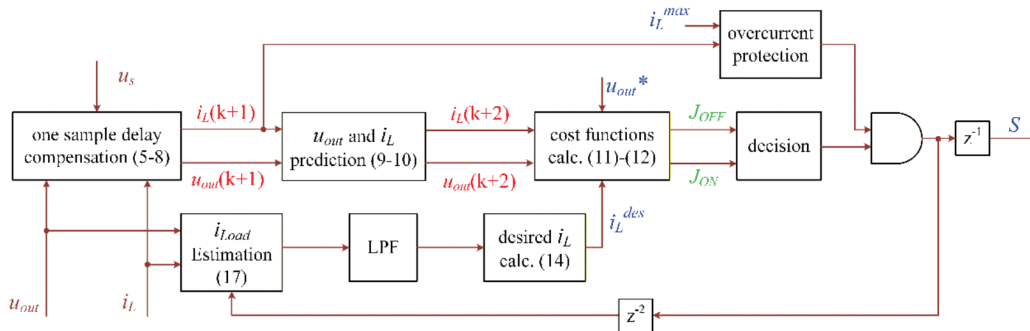 i_L^max
overcurrent
protection
u_s
u_out*
i_L(k+1)
i_L(k+2)
J_OFF
S
one sample delay
compensation (5-8)
u_out and i_L
prediction (9-10)
cost functions
calc. (11)-(12)
decision
z^-1
u_out(k+1)
u_out(k+2)
J_ON
i_L^des
i_Load
Estimation
(17)
LPF
desired i_L
calc. (14)
u_out
i_L
z^-2